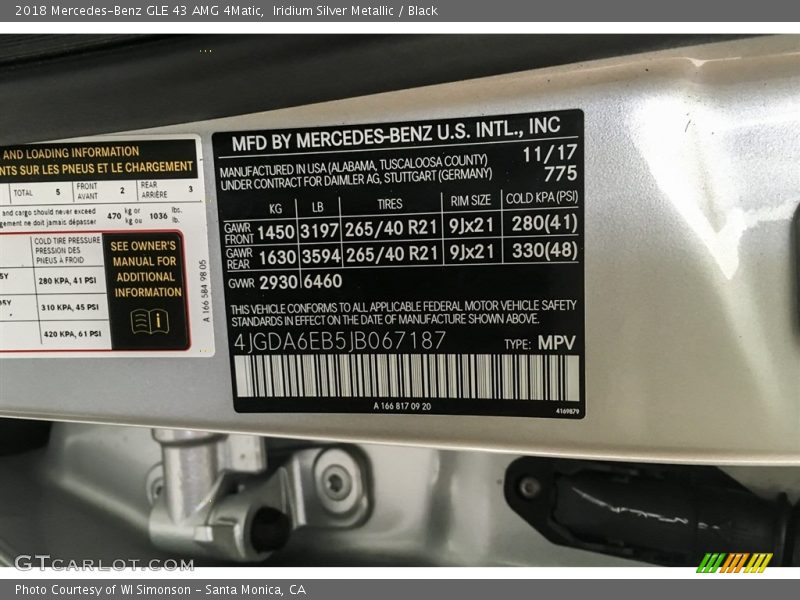 2018 Mercedes-Benz GLE 43 AMG 4Matic, Iridium Silver Metallic / Black
AND LOADING INFORMATION
NTS SUR LES PNEUS ET LE CHARGEMENT
TOTAL 5 FRONT AVANT 2 REAR ARRIÈRE 3
and cargo should never exceed 470 kg or 1036 lbs.
gement ne doit jamais dépasser kg ou lb.
COLD TIRE PRESSURE
PRESSION DES
PNEUS À FROID
5Y 280 KPA, 41 PSI
05Y 310 KPA, 45 PSI
420 KPA, 61 PSI
SEE OWNER'S
MANUAL FOR
ADDITIONAL
INFORMATION
A 166 584 98 05
MFD BY MERCEDES-BENZ U.S. INTL., INC
MANUFACTURED IN USA (ALABAMA, TUSCALOOSA COUNTY) 11/17
UNDER CONTRACT FOR DAIMLER AG, STUTTGART (GERMANY) 775
KG LB TIRES RIM SIZE COLD KPA (PSI)
GAWR FRONT 1450 3197 265/40 R21 9Jx21 280(41)
GAWR REAR 1630 3594 265/40 R21 9Jx21 330(48)
GVWR 2930 6460
THIS VEHICLE CONFORMS TO ALL APPLICABLE FEDERAL MOTOR VEHICLE SAFETY
STANDARDS IN EFFECT ON THE DATE OF MANUFACTURE SHOWN ABOVE.
4JGDA6EB5JB067187 TYPE: MPV
A 166 817 09 20
4169879
GTCARLOT.COM
Photo Courtesy of WI Simonson - Santa Monica, CA